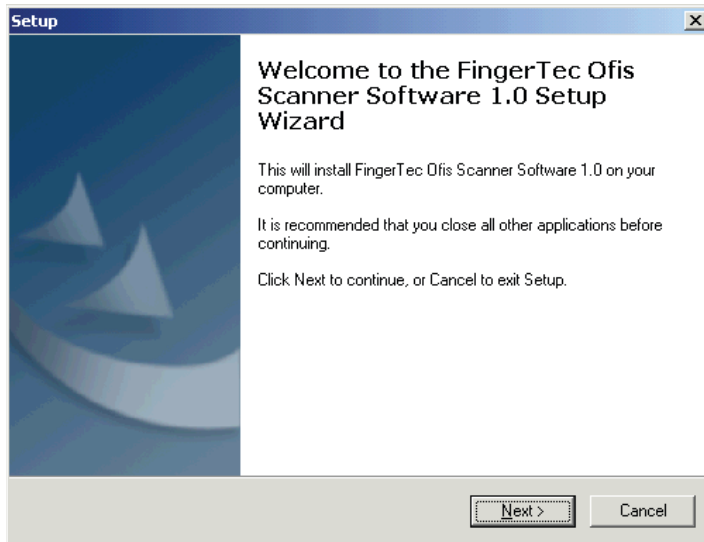 Setup
Welcome to the FingerTec Ofis
Scanner Software 1.0 Setup
Wizard
This will install FingerTec Ofis Scanner Software 1.0 on your
computer.
It is recommended that you close all other applications before
continuing.
Click Next to continue, or Cancel to exit Setup.
Next > Cancel